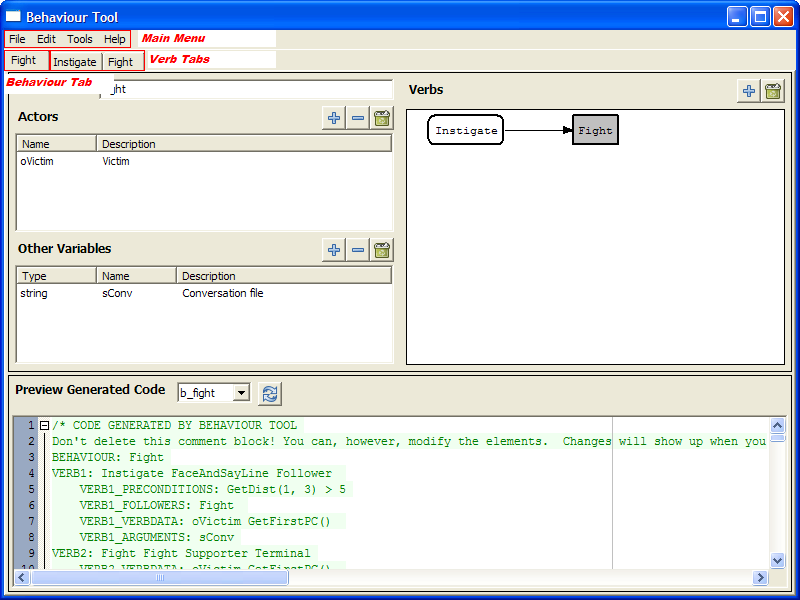 Behaviour Tool
File Edit Tools Help Main Menu
Fight Instigate Fight Verb Tabs
Behaviour Tab ght
Verbs
Actors
Name Description
oVictim Victim
Instigate Fight
Other Variables
Type Name Description
string sConv Conversation file
Preview Generated Code b_fight
1 /* CODE GENERATED BY BEHAVIOUR TOOL
2 Don't delete this comment block! You can, however, modify the elements.  Changes will show up when you
3 BEHAVIOUR: Fight
4 VERB1: Instigate FaceAndSayLine Follower
5 VERB1_PRECONDITIONS: GetDist(1, 3) > 5
6 VERB1_FOLLOWERS: Fight
7 VERB1_VERBDATA: oVictim GetFirstPC()
8 VERB1_ARGUMENTS: sConv
9 VERB2: Fight Fight Supporter Terminal
10 VERB2_VERBDATA: oVictim GetFirstPC()